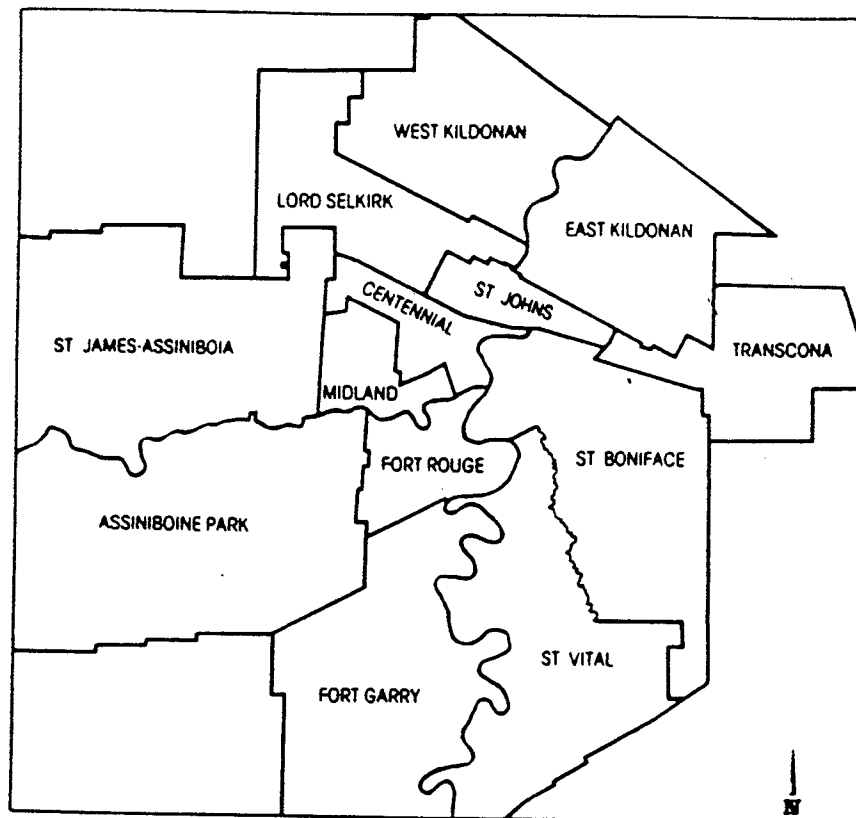 WEST KILDONAN
LORD SELKIRK
EAST KILDONAN
ST JOHNS
CENTENNIAL
ST JAMES-ASSINIBOIA
TRANSCONA
MIDLAND
FORT ROUGE
ST BONIFACE
ASSINIBOINE PARK
ST VITAL
FORT GARRY
N